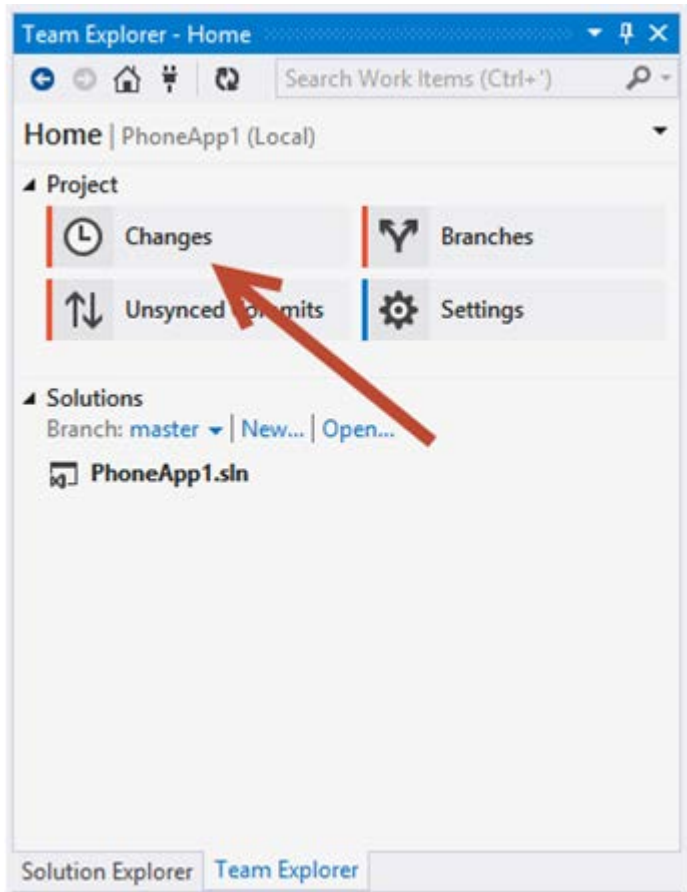 Team Explorer - Home
Search Work Items (Ctrl+')
Home | PhoneApp1 (Local)
Project
Changes
Branches
Unsynced Commits
Settings
Solutions
Branch: master | New... | Open...
PhoneApp1.sln
Solution Explorer
Team Explorer